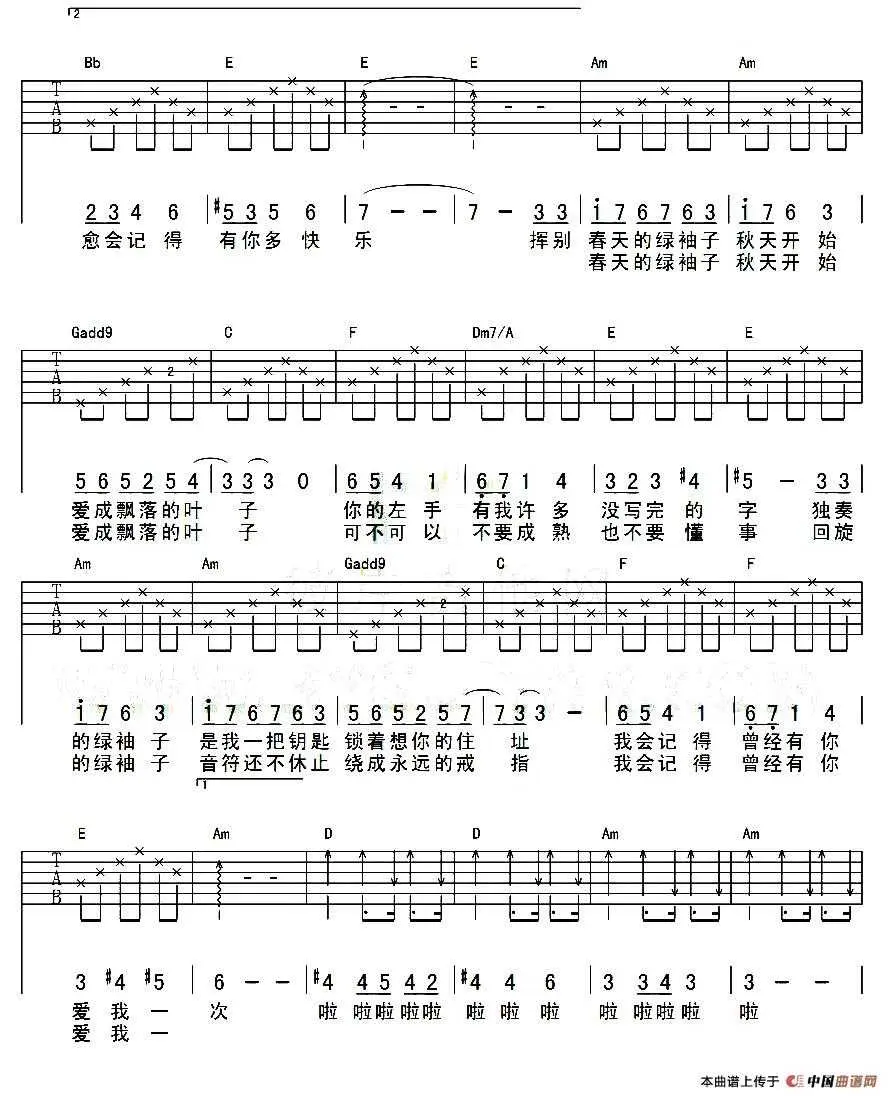 2
Bb E E E Am Am
T
A
B
2 3 4 6 #5 3 5 6 7 - - 7 - 3 3 1 7 6 7 6 3 1 7 6 3
愈会记得 有你多快 乐 挥别 春天的绿袖子 秋天开始
春天的绿袖子 秋天开始
Gadd9 C F Dm7/A E E
T
A
B
2
5 6 5 2 5 4 3 3 3 0 6 5 4 1 6 7 1 4 3 2 3 #4 #5 - 3 3
爱成飘落的叶 子 你的左手 有我许多 没写完的 字 独奏
爱成飘落的叶 子 可不可以 不要成熟 也不要 懂 事 回旋
Am Am Gadd9 C F F
T
A
B
2
1 7 6 3 1 7 6 7 6 3 5 6 5 2 5 7 7 3 3 - 6 5 4 1 6 7 1 4
的绿袖子 是我一把钥匙 锁着想你的住 址 我会记得 曾经有你
的绿袖子 音符还不休止 绕成永远的戒 指 我会记得 曾经有你
1
E Am D D Am Am
T
A
B
3 #4 #5 6 - - #4 4 5 4 2 #4 4 6 3 3 4 3 3 - -
爱 我 一 次 啦 啦啦啦啦 啦 啦 啦 啦 啦啦啦 啦
爱 我 一
本曲谱上传于 中国曲谱网